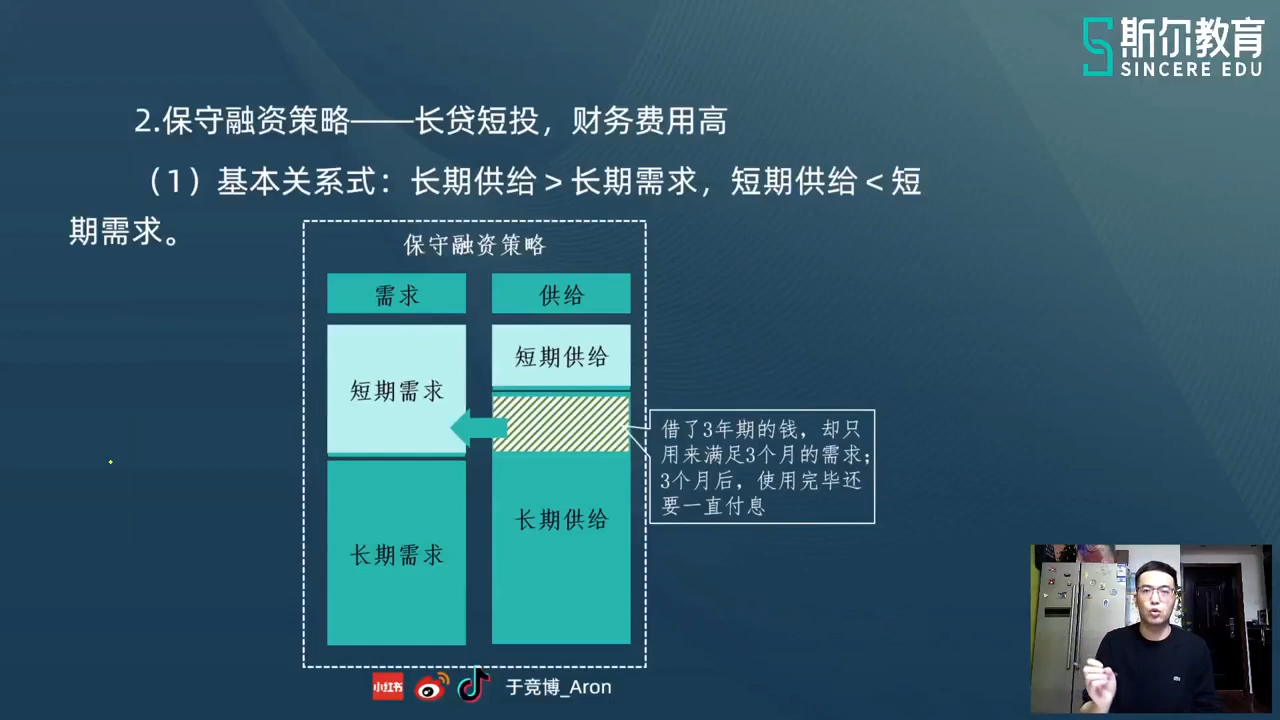 斯尔教育
SINCERE EDU
2.保守融资策略——长贷短投，财务费用高
（1）基本关系式：长期供给＞长期需求，短期供给＜短
期需求。
保守融资策略
需求
供给
短期需求
短期供给
长期需求
长期供给
借了3年期的钱，却只
用来满足3个月的需求；
3个月后，使用完毕还
要一直付息
小红书
于竞博_Aron